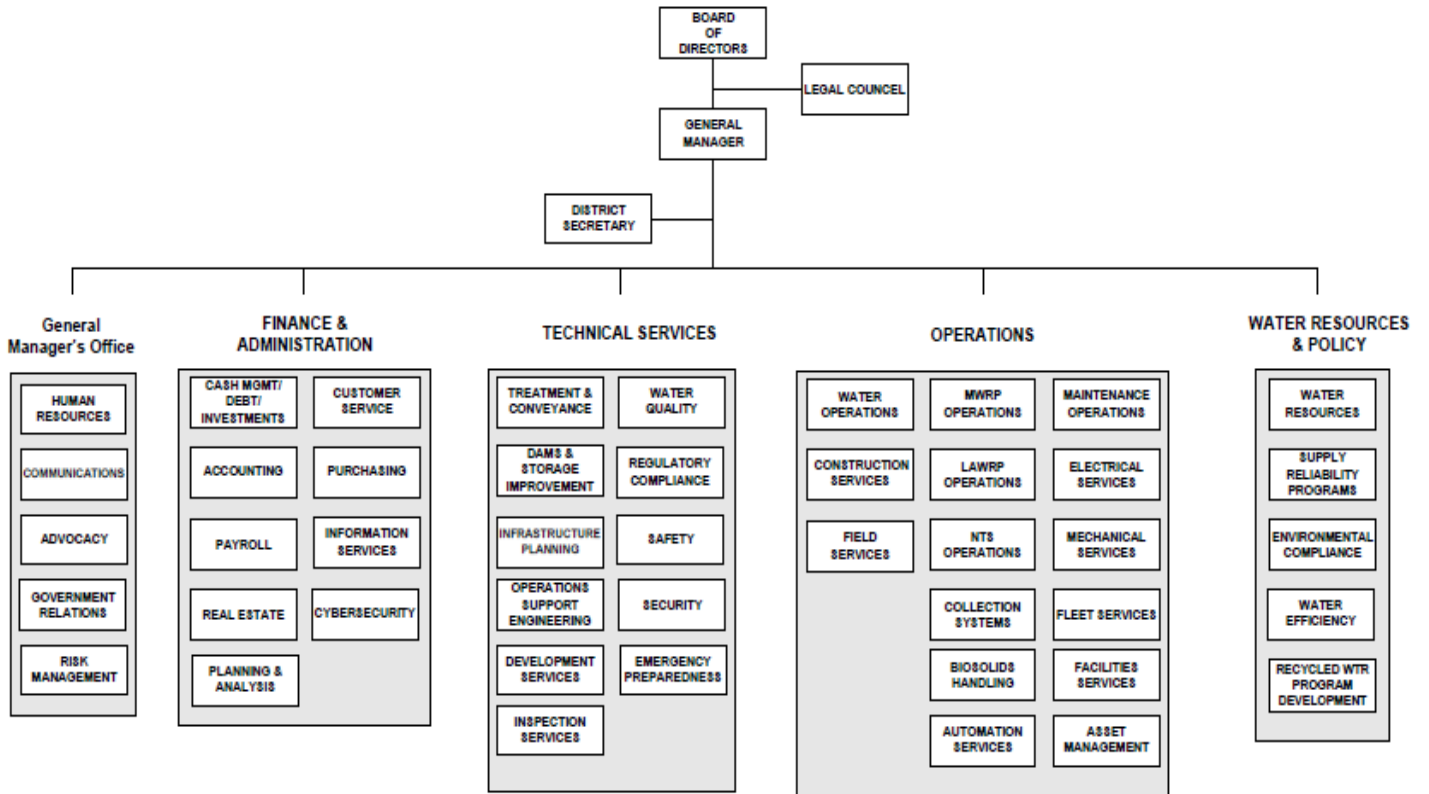 BOARD
OF
DIRECTORS
LEGAL COUNCEL
GENERAL
MANAGER
DISTRICT
SECRETARY
General
Manager's Office
HUMAN
RESOURCES
COMMUNICATIONS
ADVOCACY
GOVERNMENT
RELATIONS
RISK
MANAGEMENT
FINANCE &
ADMINISTRATION
CASH MGMT/
DEBT/
INVESTMENTS
CUSTOMER
SERVICE
ACCOUNTING
PURCHASING
PAYROLL
INFORMATION
SERVICES
REAL ESTATE
CYBERSECURITY
PLANNING &
ANALYSIS
TECHNICAL SERVICES
TREATMENT &
CONVEYANCE
WATER
QUALITY
DAMS &
STORAGE
IMPROVEMENT
REGULATORY
COMPLIANCE
INFRASTRUCTURE
PLANNING
SAFETY
OPERATIONS
SUPPORT
ENGINEERING
SECURITY
DEVELOPMENT
SERVICES
EMERGENCY
PREPAREDNESS
INSPECTION
SERVICES
OPERATIONS
WATER
OPERATIONS
MWRP
OPERATIONS
MAINTENANCE
OPERATIONS
CONSTRUCTION
SERVICES
LAWRP
OPERATIONS
ELECTRICAL
SERVICES
FIELD
SERVICES
NTS
OPERATIONS
MECHANICAL
SERVICES
COLLECTION
SYSTEMS
FLEET SERVICES
BIOSOLIDS
HANDLING
FACILITIES
SERVICES
AUTOMATION
SERVICES
ASSET
MANAGEMENT
WATER RESOURCES
& POLICY
WATER
RESOURCES
SUPPLY
RELIABILITY
PROGRAMS
ENVIRONMENTAL
COMPLIANCE
WATER
EFFICIENCY
RECYCLED WTR
PROGRAM
DEVELOPMENT